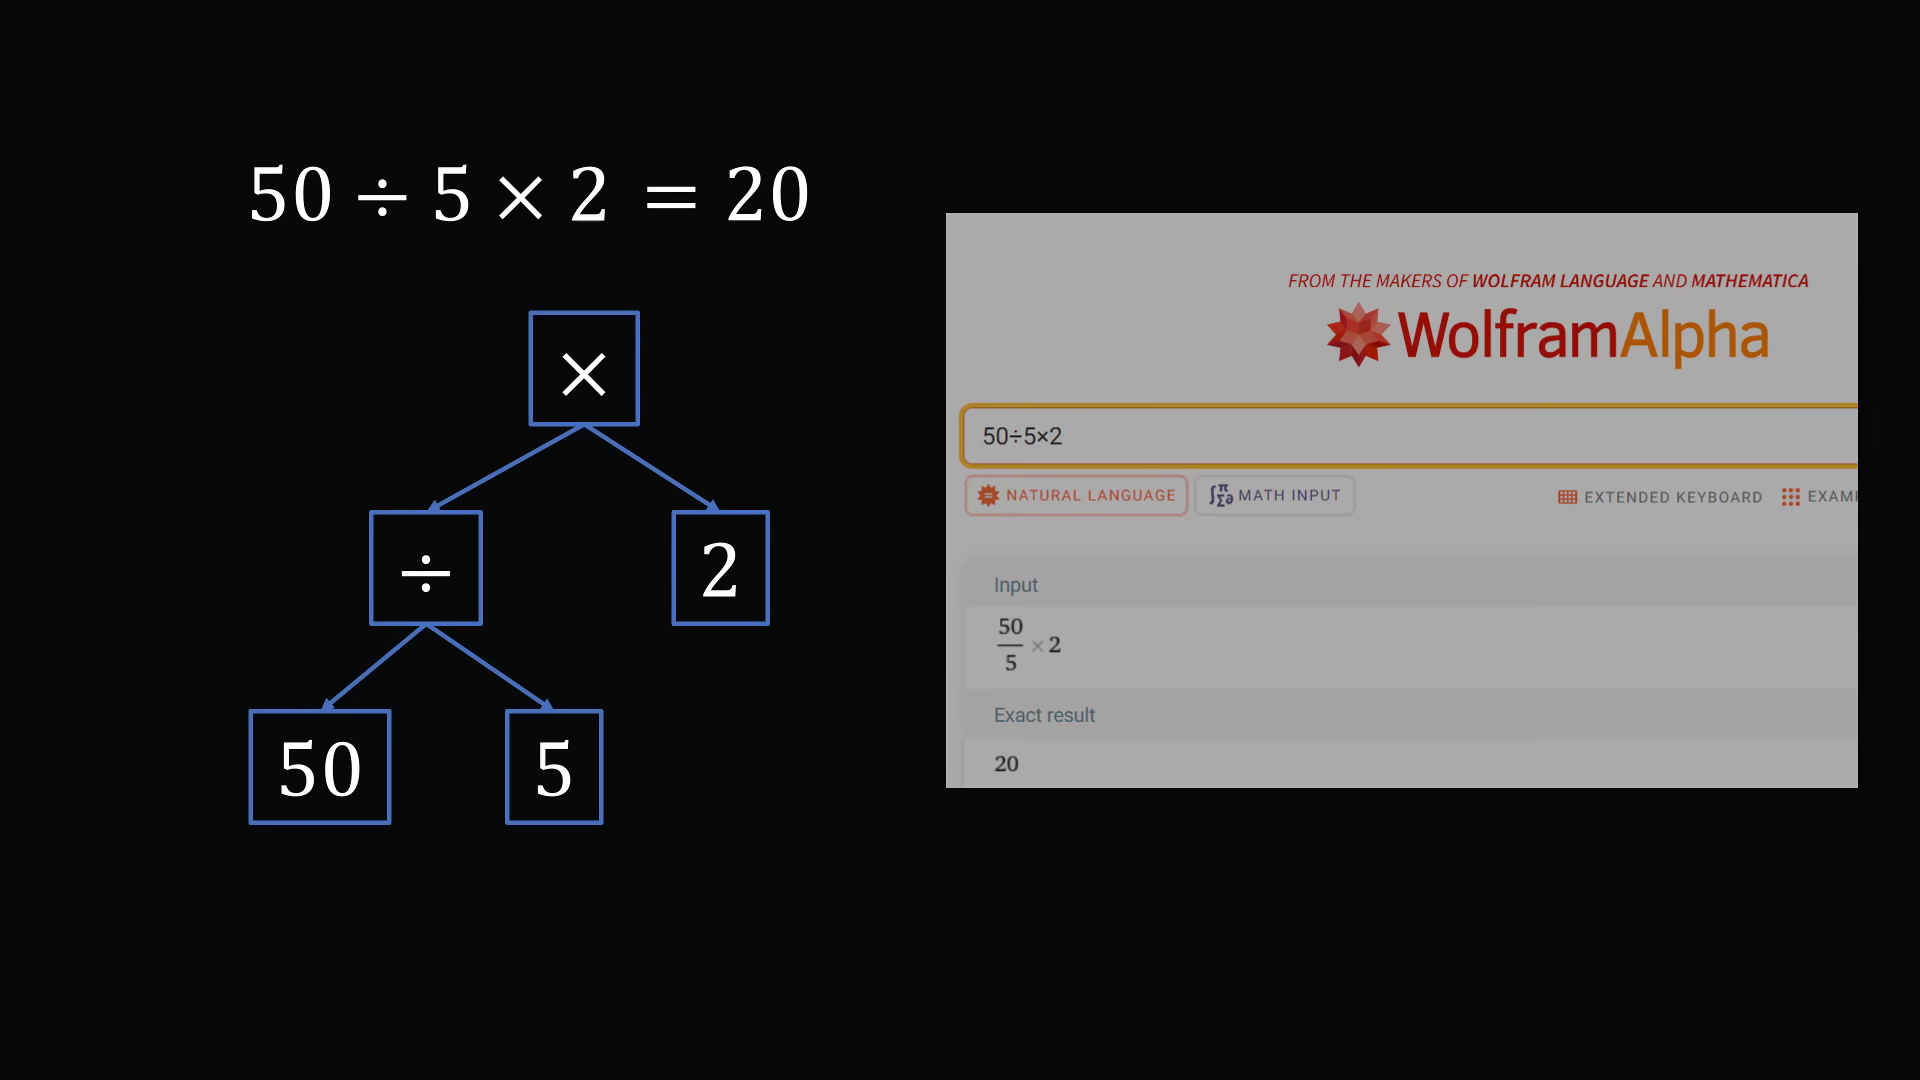 50 ÷ 5 × 2 = 20
×
÷
2
50
5
FROM THE MAKERS OF WOLFRAM LANGUAGE AND MATHEMATICA
WolframAlpha
50÷5×2
NATURAL LANGUAGE
MATH INPUT
EXTENDED KEYBOARD
EXAM
Input
50
× 2
5
Exact result
20